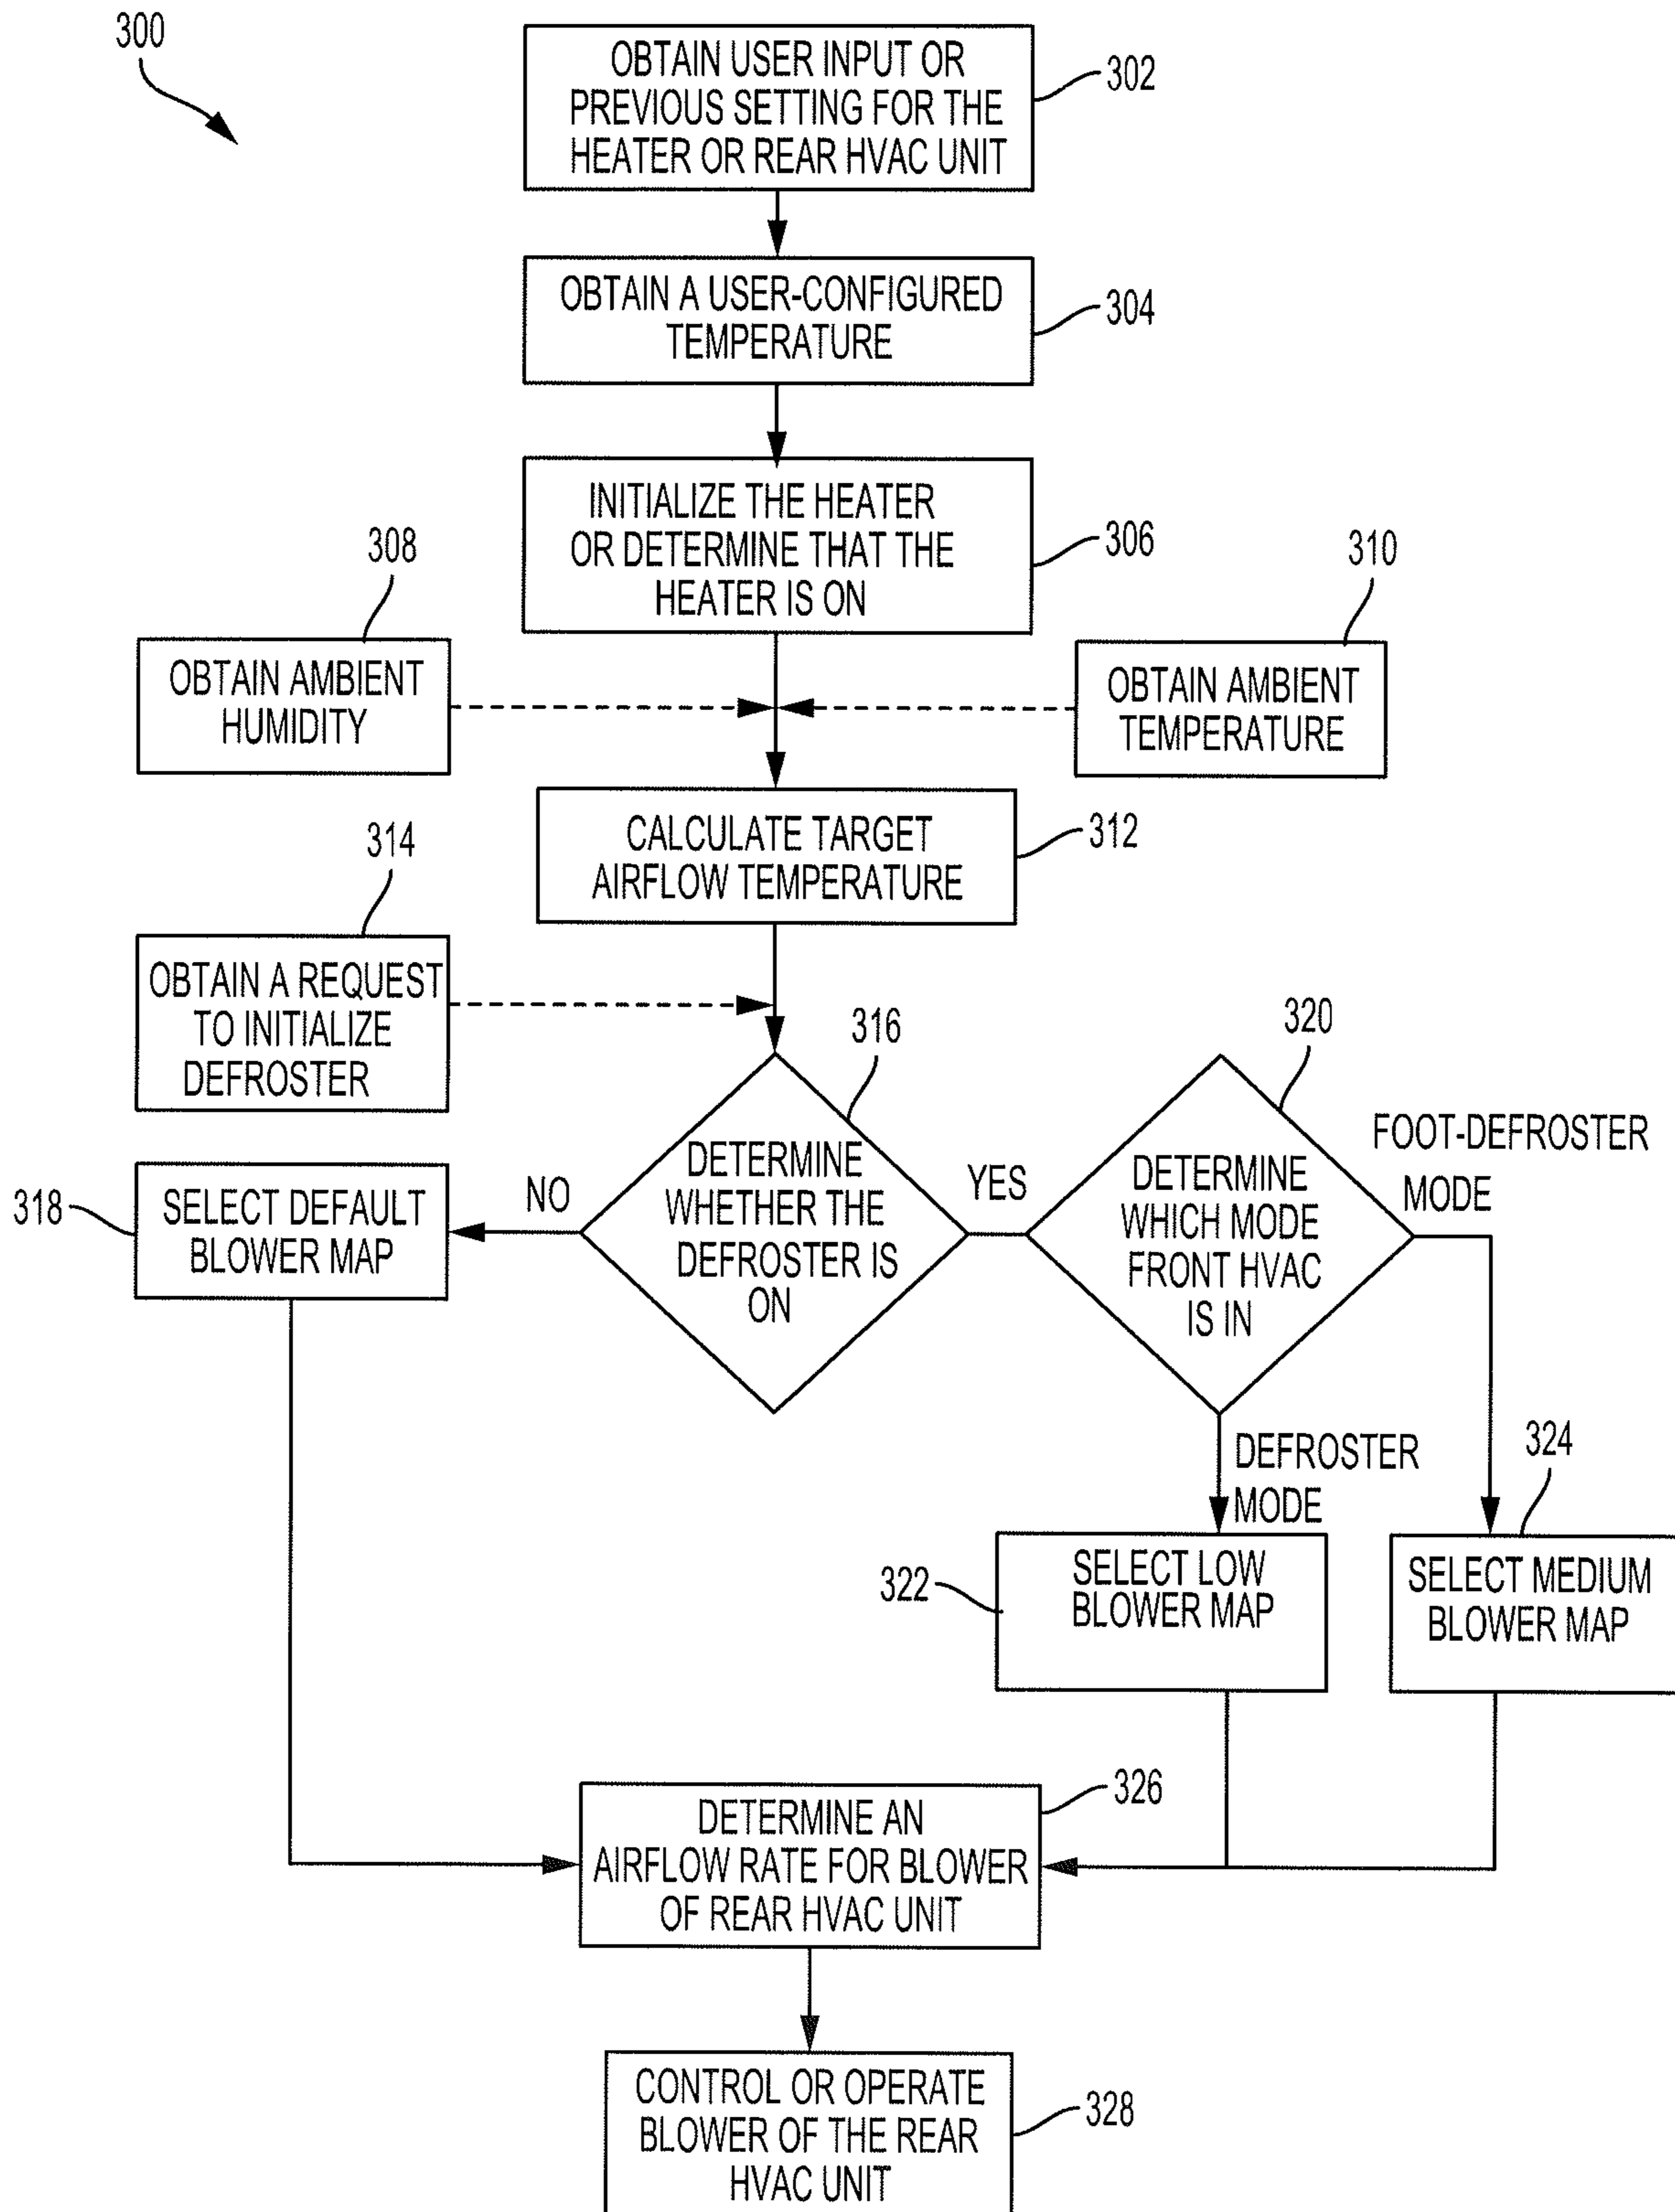 300
OBTAIN USER INPUT OR
PREVIOUS SETTING FOR THE
HEATER OR REAR HVAC UNIT
302
OBTAIN A USER-CONFIGURED
TEMPERATURE
304
INITIALIZE THE HEATER
OR DETERMINE THAT THE
HEATER IS ON
306
308
OBTAIN AMBIENT
HUMIDITY
310
OBTAIN AMBIENT
TEMPERATURE
CALCULATE TARGET
AIRFLOW TEMPERATURE
312
314
OBTAIN A REQUEST
TO INITIALIZE
DEFROSTER
316
DETERMINE
WHETHER THE
DEFROSTER IS
ON
NO
YES
318
SELECT DEFAULT
BLOWER MAP
320
DETERMINE
WHICH MODE
FRONT HVAC
IS IN
FOOT-DEFROSTER
MODE
DEFROSTER
MODE
322
SELECT LOW
BLOWER MAP
324
SELECT MEDIUM
BLOWER MAP
326
DETERMINE AN
AIRFLOW RATE FOR BLOWER
OF REAR HVAC UNIT
CONTROL OR OPERATE
BLOWER OF THE REAR
HVAC UNIT
328